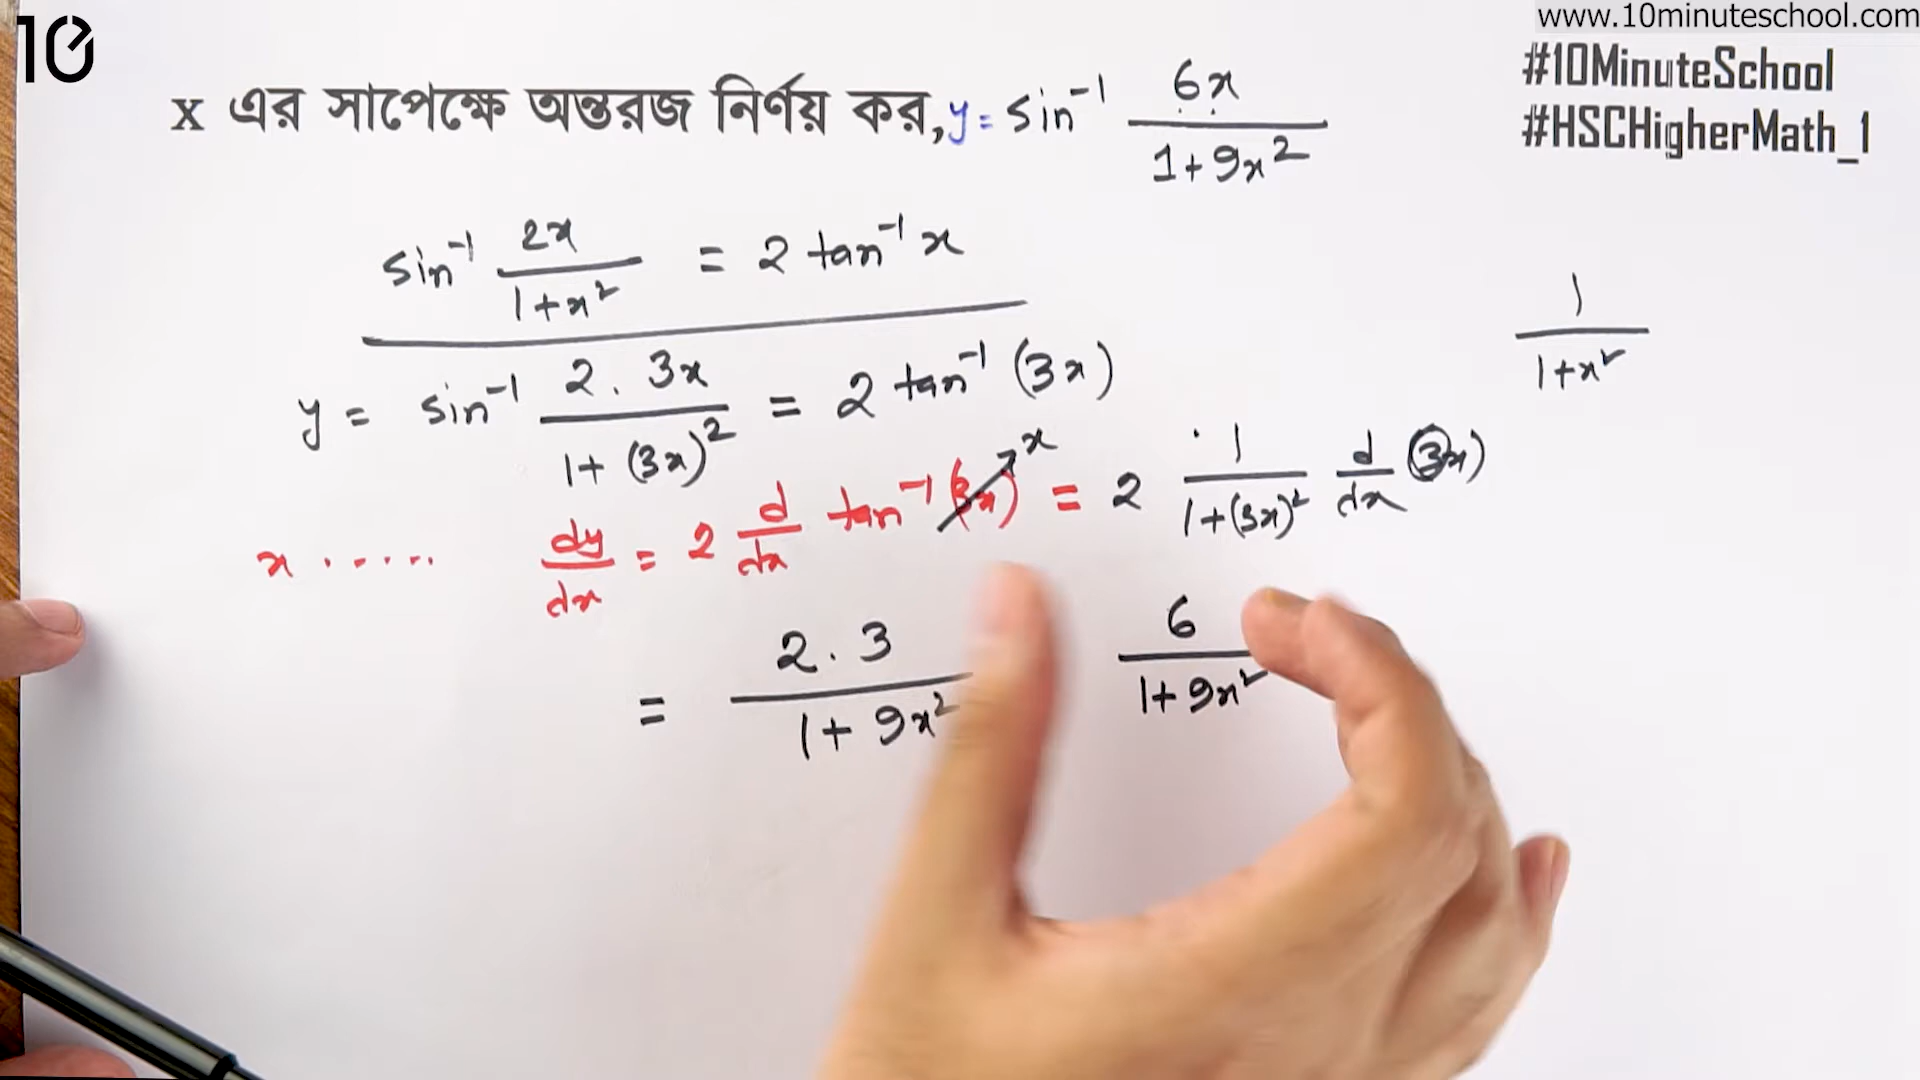 10
www.10minuteschool.com
#10MinuteSchool
#HSCHigherMath_1
x এর সাপেক্ষে অন্তরজ নির্ণয় কর, y = sin⁻¹ 6x / 1+9x²
sin⁻¹ 2x / 1+x² = 2 tan⁻¹ x
1 / 1+x²
y = sin⁻¹ 2. 3x / 1+(3x)² = 2 tan⁻¹ (3x)
x ..... dy/dx = 2 d/dx tan⁻¹ (3x) x = 2 · 1 / 1+(3x)² d/dx (3x)
= 2.3 / 1+9x² 6 / 1+9x²